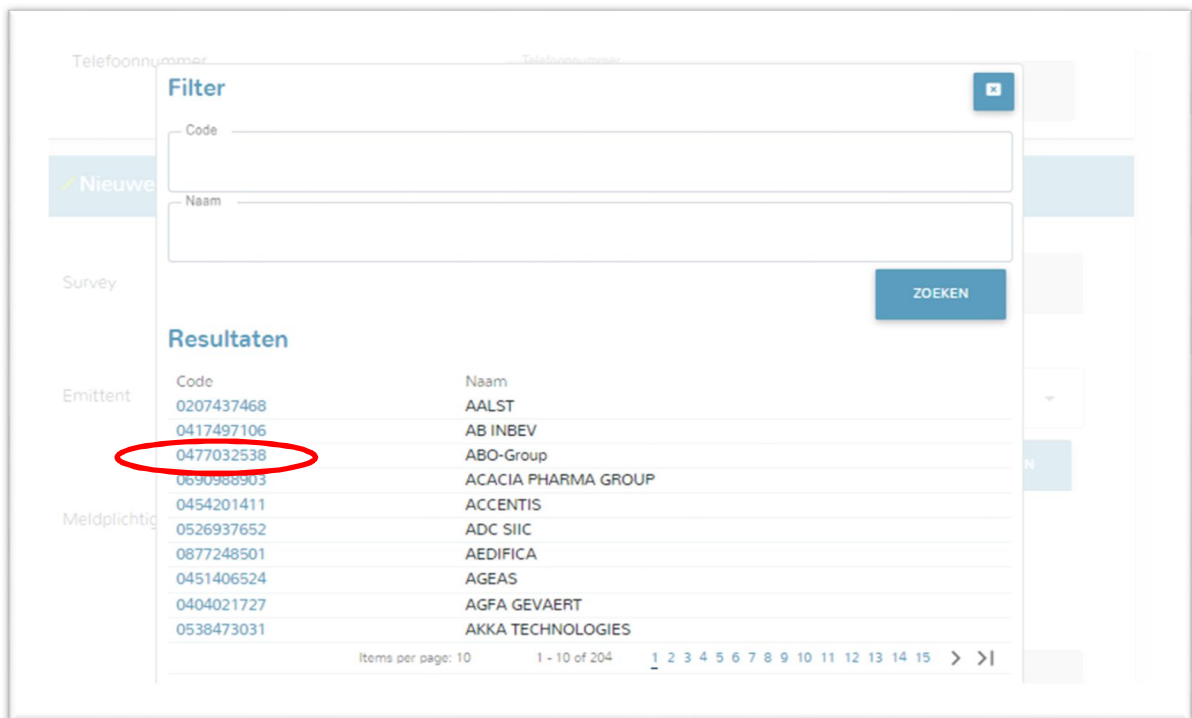 Telefoonnummer Telefoonnummer
Filter
Code
Nieuwe
Naam
Survey
ZOEKEN
Resultaten
Code Naam
Emittent
0207437468 AALST
0417497106 AB INBEV
0477032538 ABO-Group
N
0690988903 ACACIA PHARMA GROUP
0454201411 ACCENTIS
Meldplichtig
0526937652 ADC SIIC
0877248501 AEDIFICA
0451406524 AGEAS
0404021727 AGFA GEVAERT
0538473031 AKKA TECHNOLOGIES
Items per page: 10 1 - 10 of 204 1 2 3 4 5 6 7 8 9 10 11 12 13 14 15